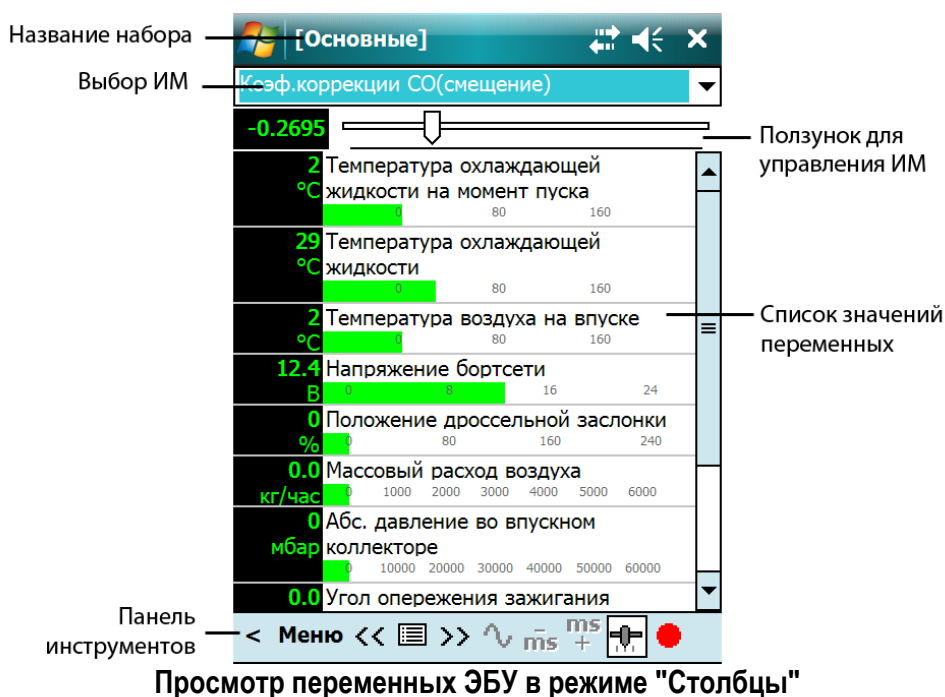 Название набора
[Основные]
Выбор ИМ
Коэф.коррекции СО(смещение)
-0.2695
Ползунок для
управления ИМ
2 Температура охлаждающей
°C жидкости на момент пуска
0 80 160
29 Температура охлаждающей
°C жидкости
0 80 160
2 Температура воздуха на впуске
°C 0 80 160
Список значений
переменных
12.4 Напряжение бортсети
В 0 8 16 24
0 Положение дроссельной заслонки
% 0 80 160 240
0.0 Массовый расход воздуха
кг/час 0 1000 2000 3000 4000 5000 6000
0 Абс. давление во впускном
мбар коллекторе
0 10000 20000 30000 40000 50000 60000
0.0 Угол опережения зажигания
Панель
инструментов
< Меню << >> ms ms +
Просмотр переменных ЭБУ в режиме "Столбцы"